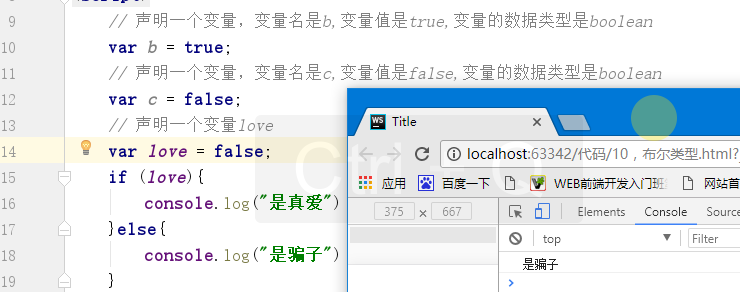 9 // 声明一个变量，变量名是b,变量值是true,变量的数据类型是boolean
10 var b = true;
11 // 声明一个变量，变量名是c,变量值是false,变量的数据类型是boolean
12 var c = false;
13 // 声明一个变量love
14 var love = false;
15 if (love){
16 console.log("是真爱")
17 }else{
18 console.log("是骗子")
19 }
Ctrl
WS Title
localhost:63342/代码/10，布尔类型.html?
应用 百度一下 WEB前端开发入门班 网站首
375 × 667
Elements Console Source
top Filter
是骗子